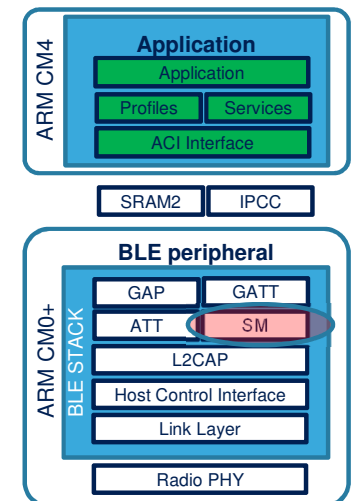 ARM CM4
Application
Application
Profiles Services
ACI Interface
SRAM2 IPCC
ARM CM0+
BLE peripheral
BLE STACK
GAP GATT
ATT SM
L2CAP
Host Control Interface
Link Layer
Radio PHY